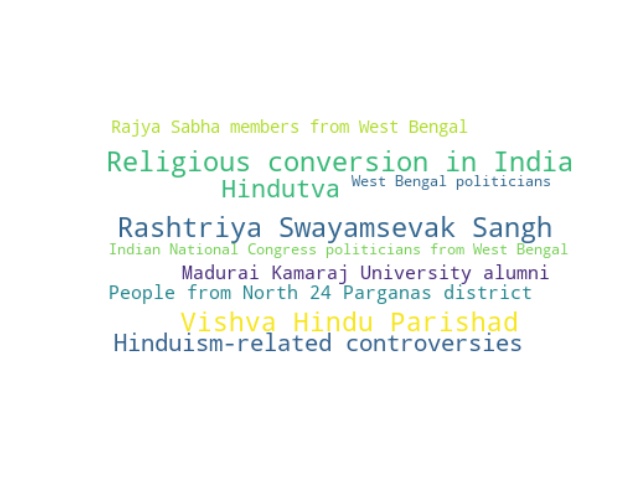 Rajya Sabha members from West Bengal
Religious conversion in India
West Bengal politicians
Hindutva
Rashtriya Swayamsevak Sangh
Indian National Congress politicians from West Bengal
Madurai Kamaraj University alumni
People from North 24 Parganas district
Vishva Hindu Parishad
Hinduism-related controversies